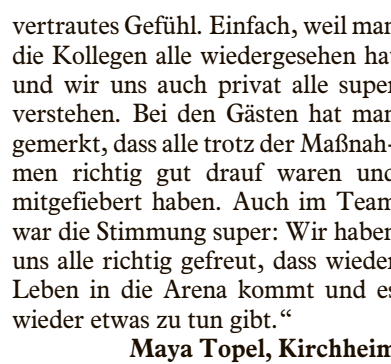 vertrautes Gefühl. Einfach, weil man
die Kollegen alle wiedergesehen hat
und wir uns auch privat alle super
verstehen. Bei den Gästen hat man
gemerkt, dass alle trotz der Maßnah-
men richtig gut drauf waren und
mitgefiebert haben. Auch im Team
war die Stimmung super: Wir haben
uns alle richtig gefreut, dass wieder
Leben in die Arena kommt und es
wieder etwas zu tun gibt.“
Maya Topel, Kirchheim